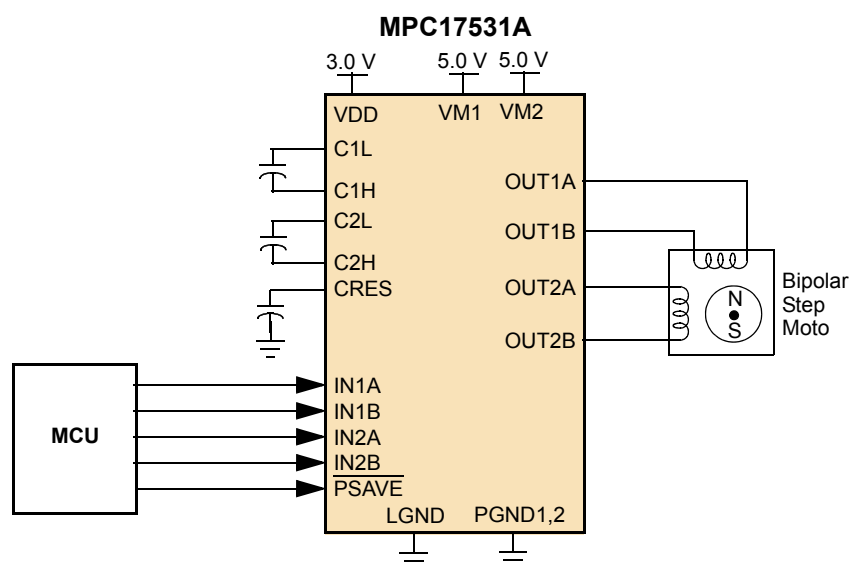 MPC17531A
3.0 V
5.0 V
5.0 V
VDD
VM1
VM2
C1L
C1H
C2L
C2H
CRES
OUT1A
OUT1B
OUT2A
OUT2B
N
S
Bipolar
Step
Moto
MCU
IN1A
IN1B
IN2A
IN2B
PSAVE
LGND
PGND1,2